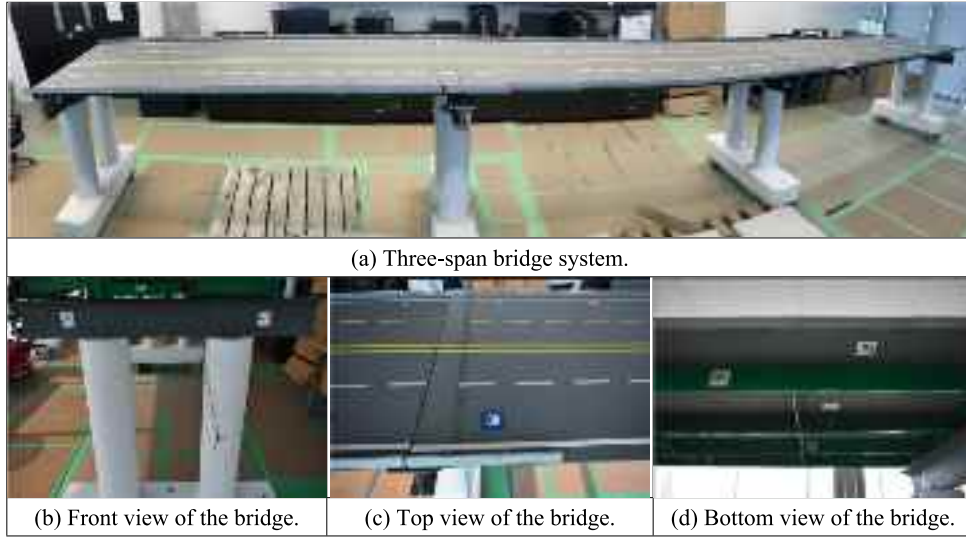 (a) Three-span bridge system.
(b) Front view of the bridge.
(c) Top view of the bridge.
(d) Bottom view of the bridge.